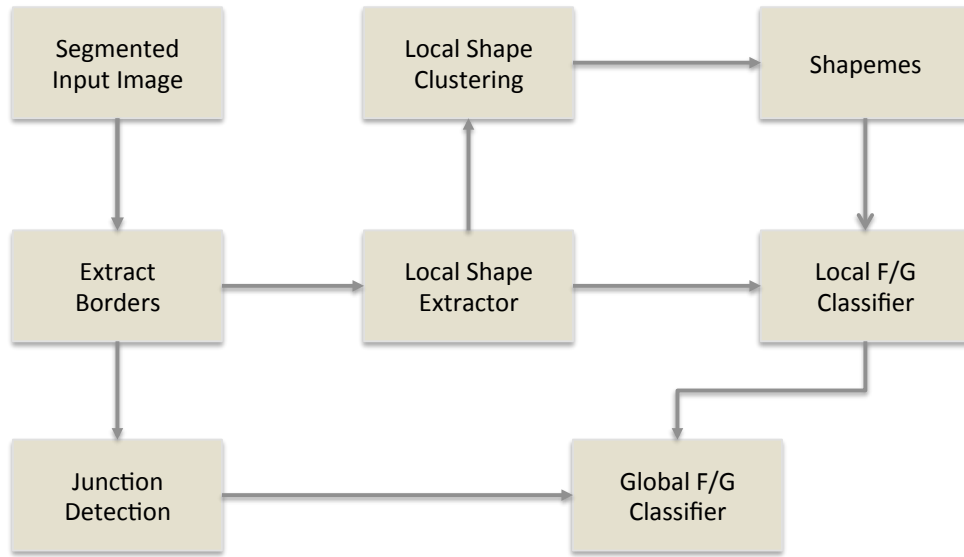 Segmented
Input Image
Local Shape
Clustering
Shapemes
Extract
Borders
Local Shape
Extractor
Local F/G
Classifier
Junction
Detection
Global F/G
Classifier